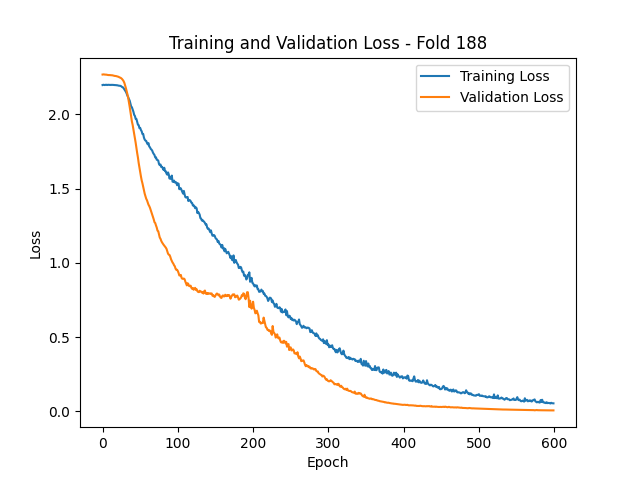 Training and Validation Loss - Fold 188
Training Loss
Validation Loss
2.0
1.5
1.0
0.5
0.0
Loss
0 100 200 300 400 500 600
Epoch